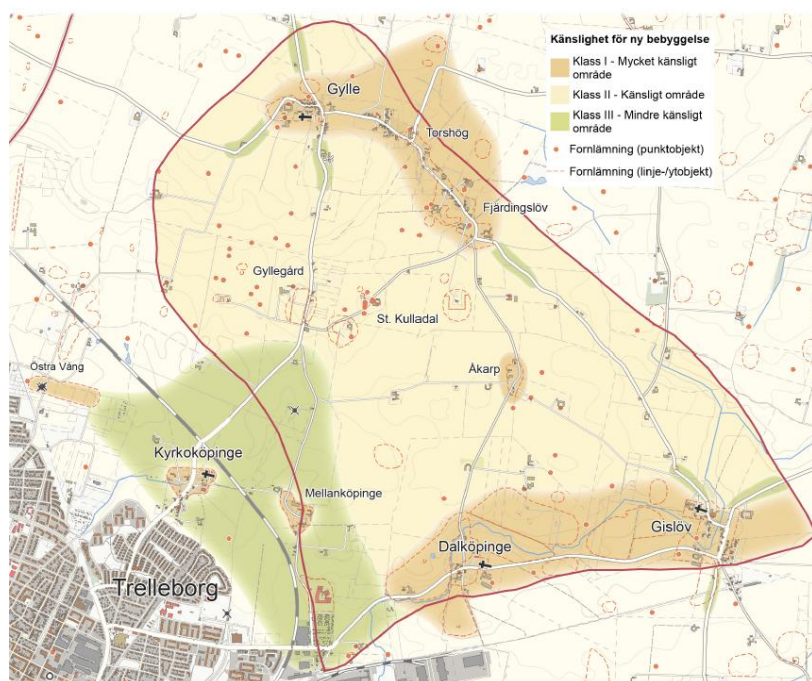 Känslighet för ny bebyggelse
Klass I - Mycket känsligt
område
Klass II - Känsligt område
Klass III - Mindre känsligt
område
Fornlämning (punktobjekt)
Fornlämning (linje-/ytobjekt)
Gylle
Torshög
Fjärdingslöv
Gyllegård
St. Kulladal
Östra Väng
Åkarp
Kyrkoköpinge
Mellanköpinge
Gislöv
Dalköpinge
Trelleborg